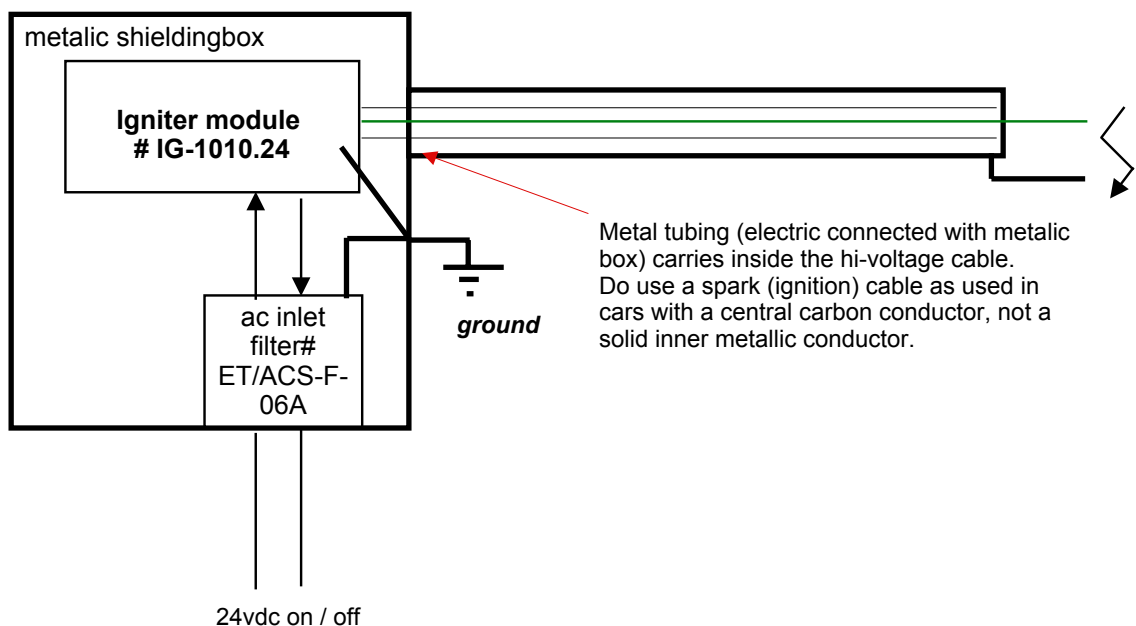 metalic shieldingbox
Igniter module
# IG-1010.24
Metal tubing (electric connected with metalic
box) carries inside the hi-voltage cable.
Do use a spark (ignition) cable as used in
cars with a central carbon conductor, not a
solid inner metallic conductor.
ground
ac inlet
filter#
ET/ACS-F-
06A
24vdc on / off